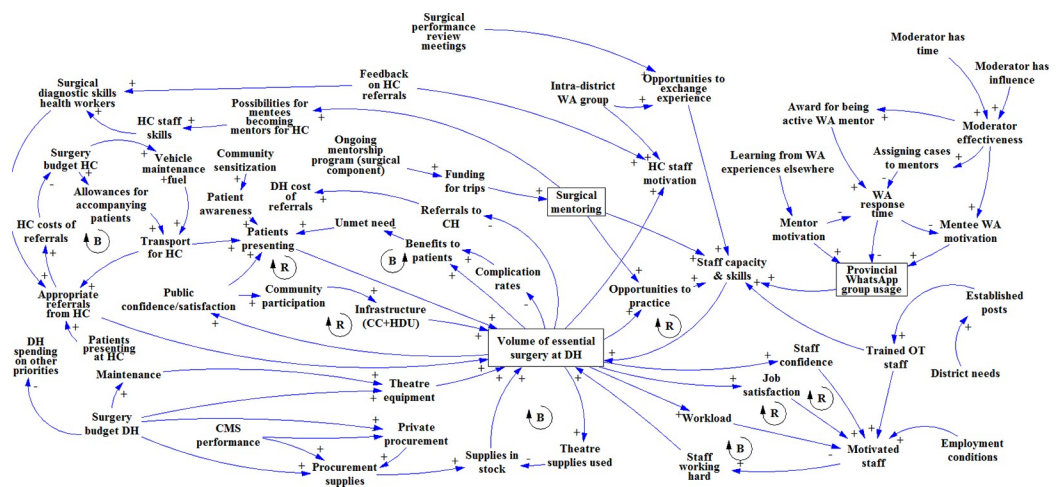 Surgical
performance
review
meetings
Moderator has
time
Moderator has
influence
Surgical
diagnostic skills
health workers
Feedback
on HC
referrals
Intra-district
WA group
Opportunities to
exchange
experience
Award for being
active WA mentor
Moderator
effectiveness
Possibilities for
mentees
becoming
mentors for HC
HC staff
skills
Ongoing
mentorship
program (surgical
component)
Funding
for trips
Surgery
budget HC
Vehicle
maintenance
+fuel
Community
sensitization
HC staff
motivation
Learning from WA
experiences elsewhere
Assigning cases
to mentors
WA
response
time
Allowances for
accompanying
patients
Patient
awareness
DH cost
of
referrals
Surgical
mentoring
Referrals to
CH
Unmet need
Mentor
motivation
Mentee WA
motivation
HC costs of
referrals
B
Transport
for HC
Patients
presenting
R
Benefits to
patients
B
Complication
rates
Staff capacity
& skills
Provincial
WhatsApp
group usage
Appropriate
referrals
from HC
Public
confidence/satisfaction
Community
participation
Infrastructure
(CC+HDU)
R
Opportunities to
practice
R
Established
posts
Patients
presenting at HC
Volume of essential
surgery at DH
DH
spending
on other
priorities
Maintenance
Theatre
equipment
Staff
confidence
Job
satisfaction
R
R
Trained OT
staff
District needs
Surgery
budget DH
CMS
performance
Private
procurement
B
Workload
B
Procurement
supplies
Supplies in
stock
Theatre
supplies used
Staff
working
hard
Motivated
staff
Employment
conditions